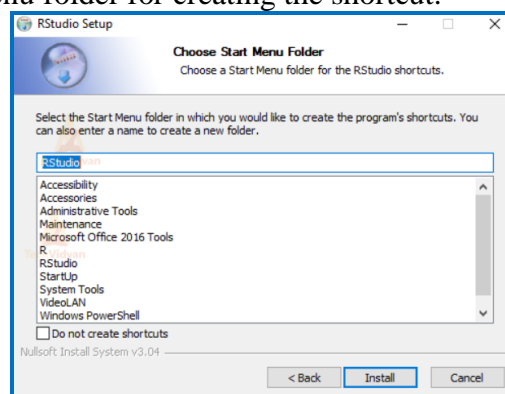 enu folder for creating the shortcut.
RStudio Setup
Choose Start Menu Folder
Choose a Start Menu folder for the RStudio shortcuts.
Select the Start Menu folder in which you would like to create the program's shortcuts. You
can also enter a name to create a new folder.
RStudio
Accessibility
Accessories
Administrative Tools
Maintenance
Microsoft Office 2016 Tools
R
RStudio
StartUp
System Tools
VideoLAN
Windows PowerShell
Do not create shortcuts
Nullsoft Install System v3.04
< Back
Install
Cancel